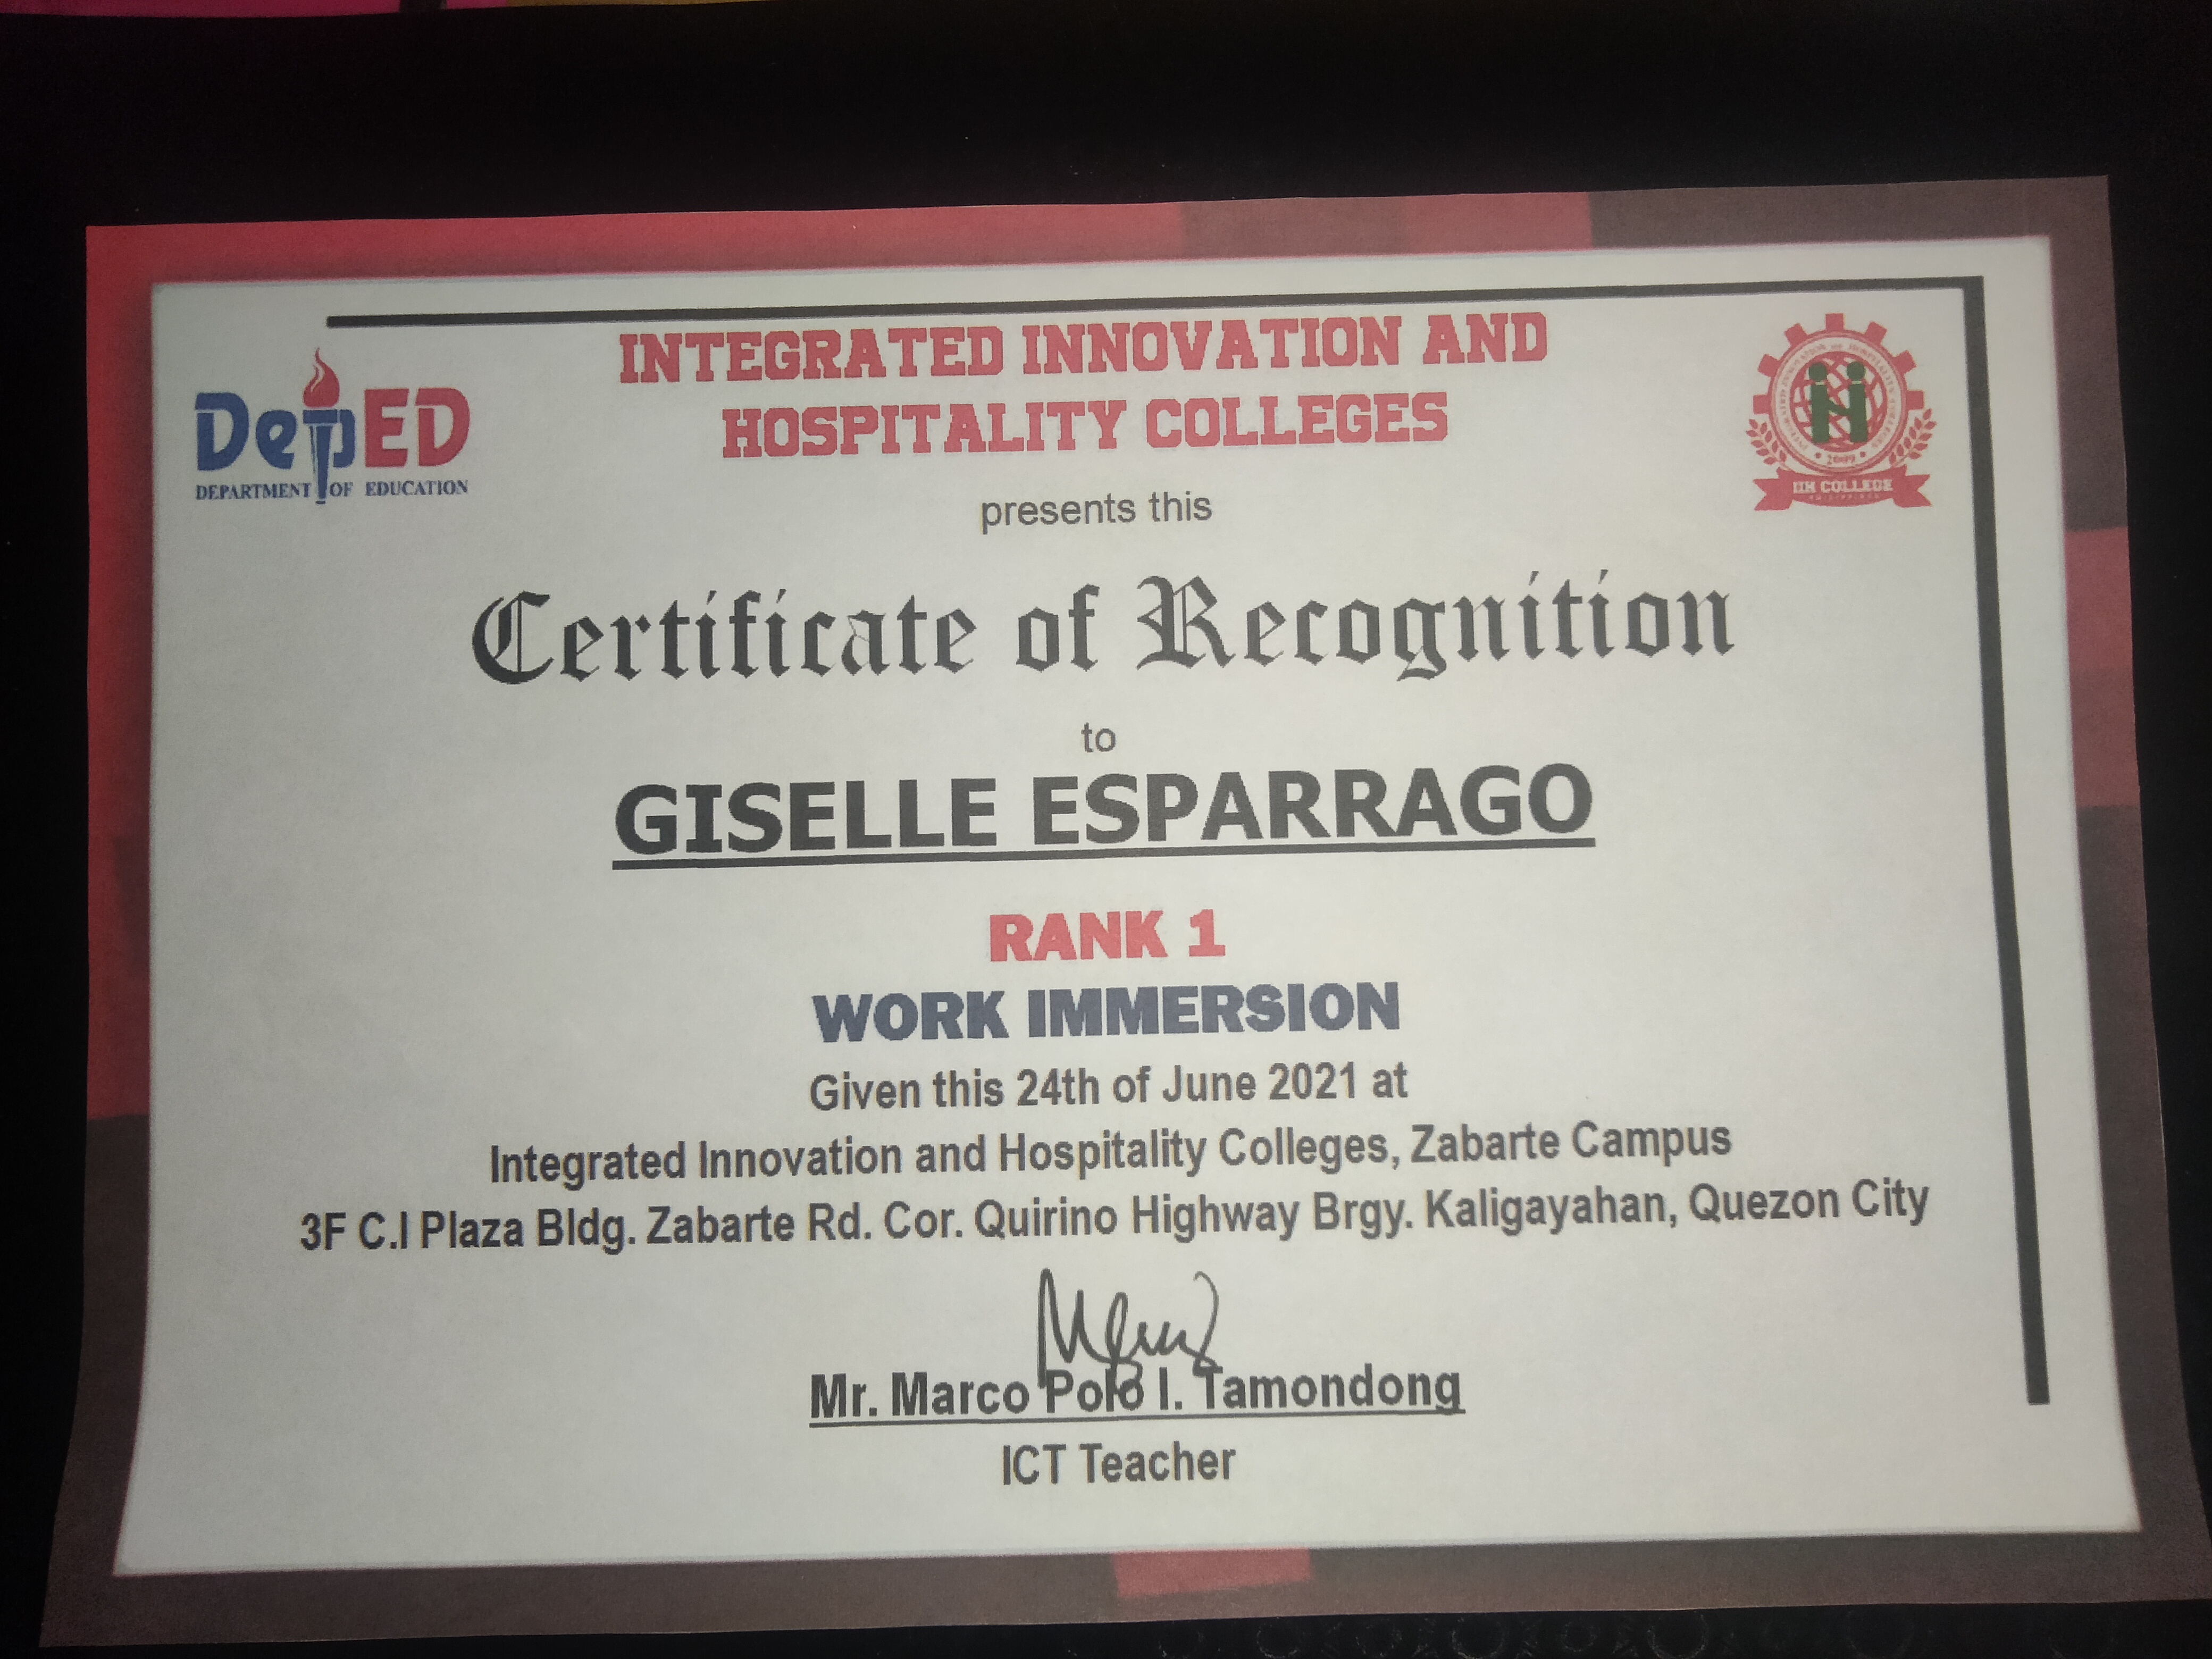 INTEGRATED INNOVATION AND
HOSPITALITY COLLEGES
DepED
DEPARTMENT OF EDUCATION
2009
IIH COLLEGE
presents this
Certificate of Recognition
to
GISELLE ESPARRAGO
RANK 1
WORK IMMERSION
Given this 24th of June 2021 at
Integrated Innovation and Hospitality Colleges, Zabarte Campus
3F C.I Plaza Bldg. Zabarte Rd. Cor. Quirino Highway Brgy. Kaligayahan, Quezon City
Mr. Marco Polo I. Tamondong
ICT Teacher